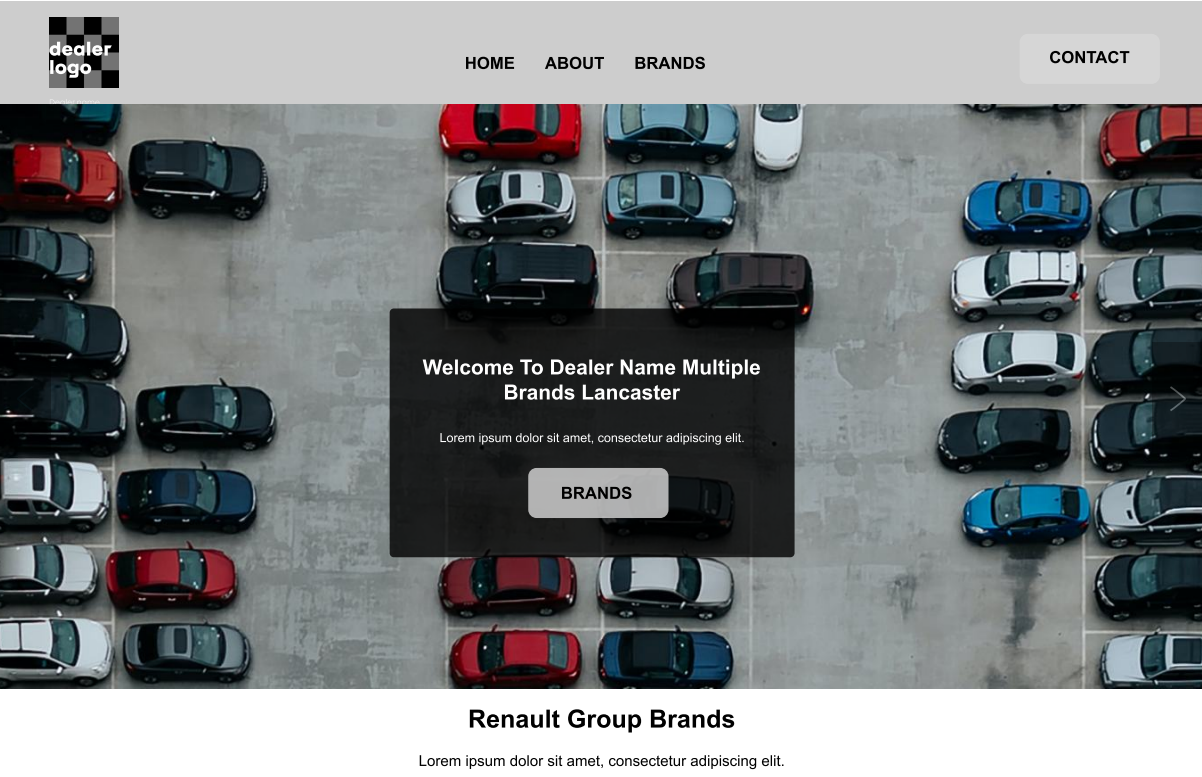 dealer
logo
HOME ABOUT BRANDS
CONTACT
Welcome To Dealer Name Multiple
Brands Lancaster
Lorem ipsum dolor sit amet, consectetur adipiscing elit.
BRANDS
Renault Group Brands
Lorem ipsum dolor sit amet, consectetur adipiscing elit.